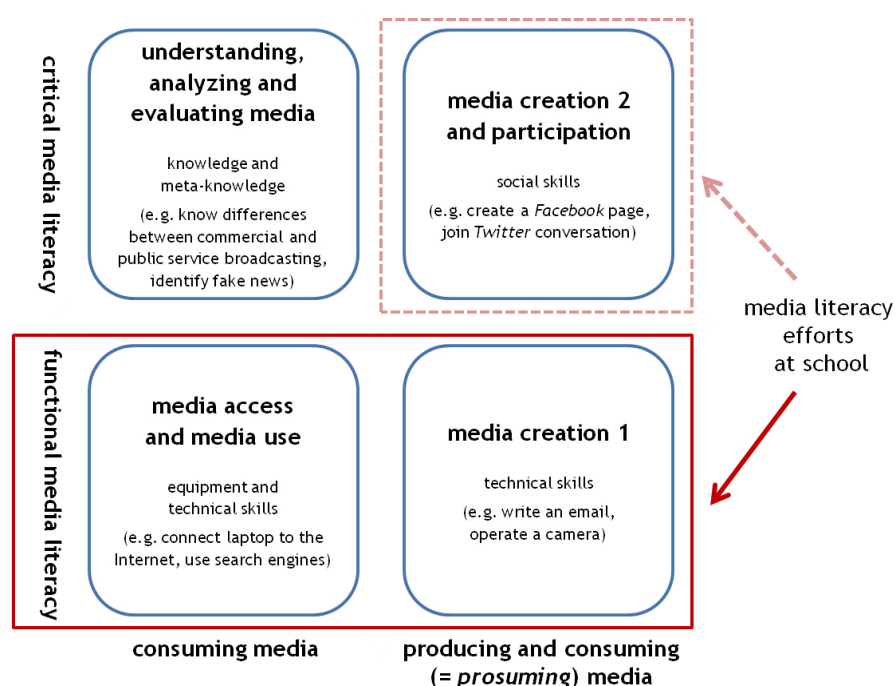 critical media literacy
understanding,
analyzing and
evaluating media
knowledge and
meta-knowledge
(e.g. know differences
between commercial and
public service broadcasting,
identify fake news)
media creation 2
and participation
social skills
(e.g. create a Facebook page,
join Twitter conversation)
media literacy
efforts
at school
functional media literacy
media access
and media use
equipment and
technical skills
(e.g. connect laptop to the
Internet, use search engines)
media creation 1
technical skills
(e.g. write an email,
operate a camera)
consuming media
producing and consuming
(= prosuming) media